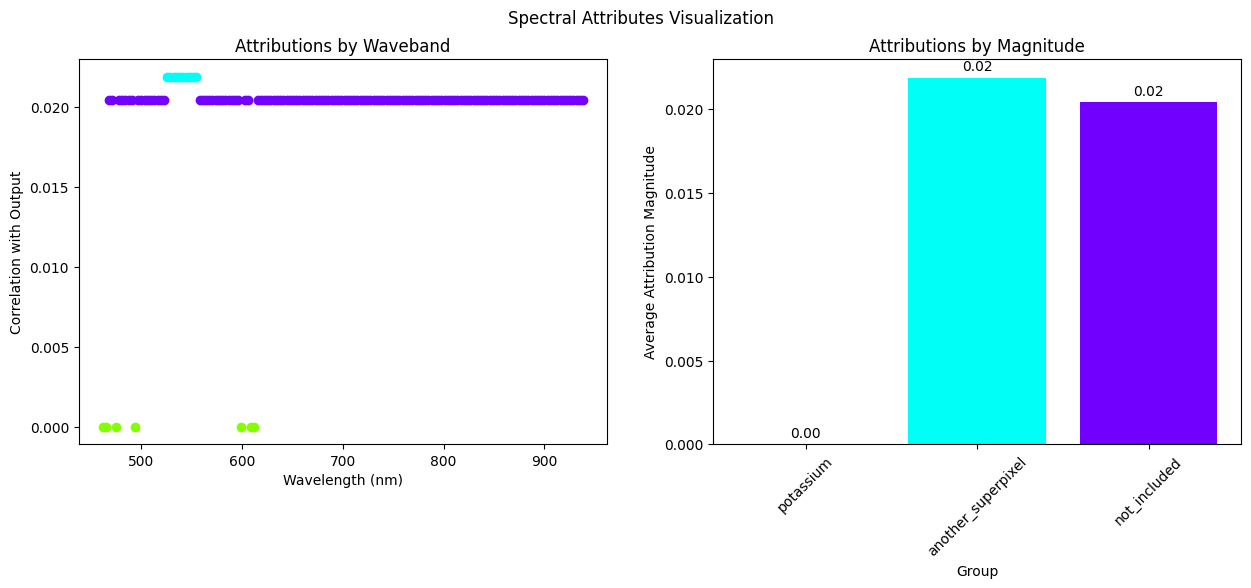 Spectral Attributes Visualization
Attributions by Waveband
0.020
0.015
0.010
0.005
0.000
Correlation with Output
500 600 700 800 900
Wavelength (nm)
Attributions by Magnitude
0.020
0.015
0.010
0.005
0.000
Average Attribution Magnitude
0.00
0.02
0.02
potassium
another_superpixel
not_included
Group